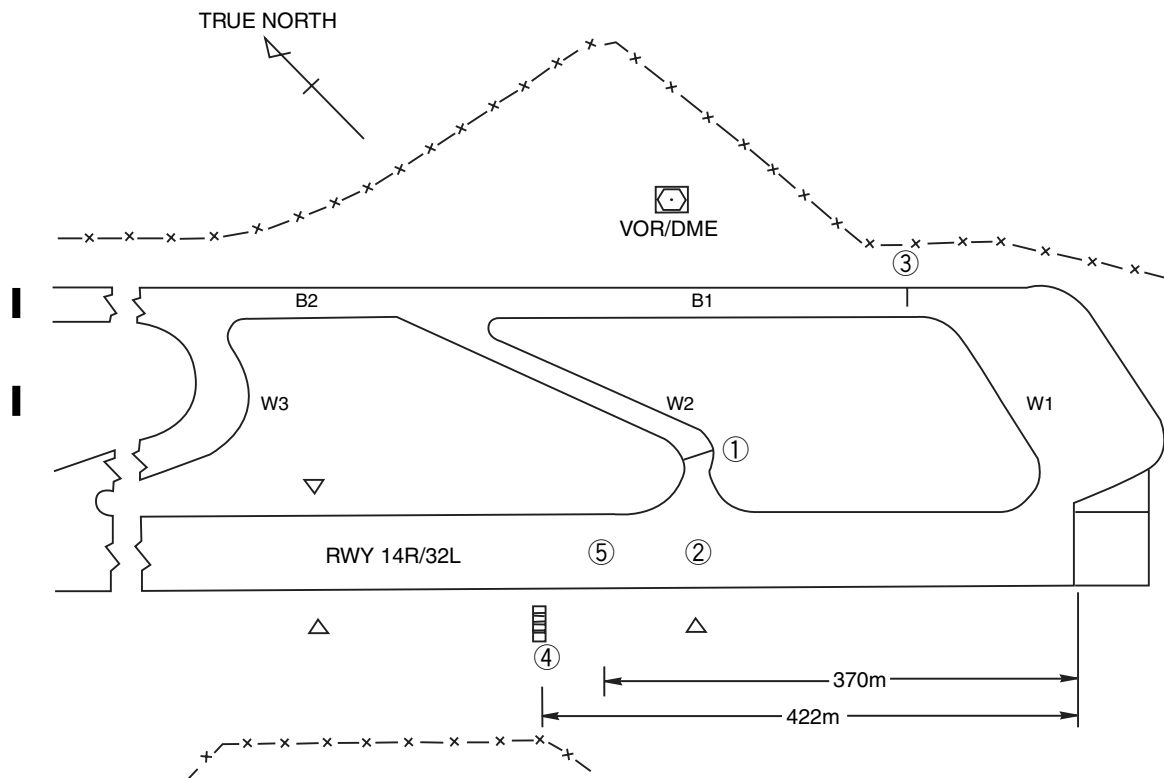 TRUE NORTH
VOR/DME
③
B2
B1
W3
W2
W1
①
RWY 14R/32L
⑤
②
④
370m
422m